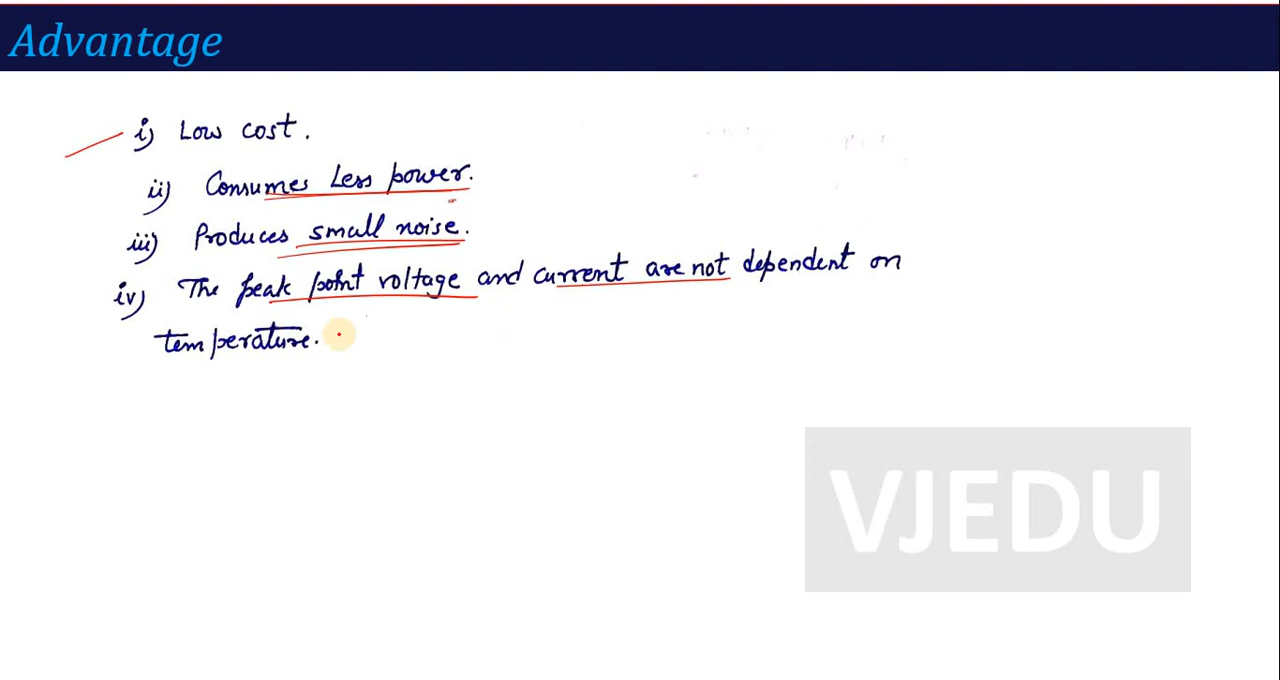 Advantage
i) Low cost.
ii) Consumes Less power.
iii) Produces small noise.
iv) The peak point voltage and current are not dependent on
temperature.
VJEDU